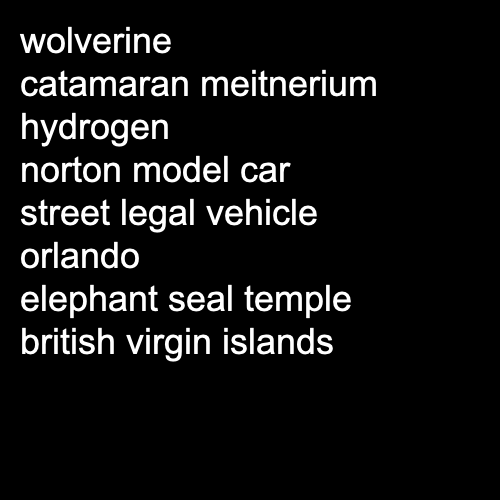 wolverine
catamaran meitnerium
hydrogen
norton model car
street legal vehicle
orlando
elephant seal temple
british virgin islands